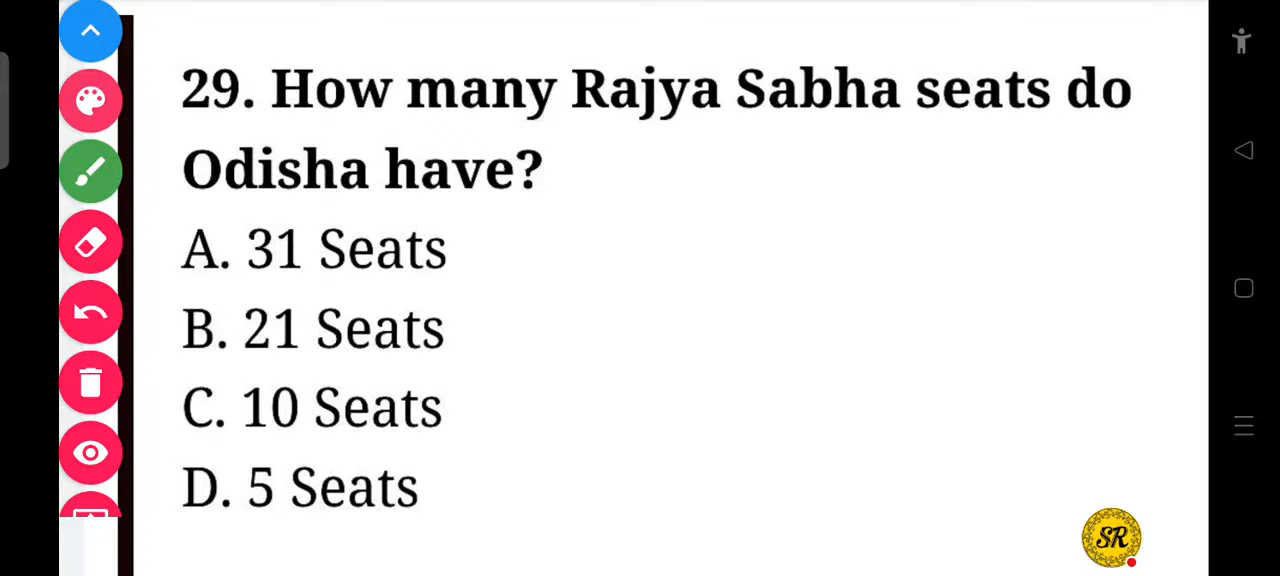 29. How many Rajya Sabha seats do
Odisha have?
A. 31 Seats
B. 21 Seats
C. 10 Seats
D. 5 Seats
SR